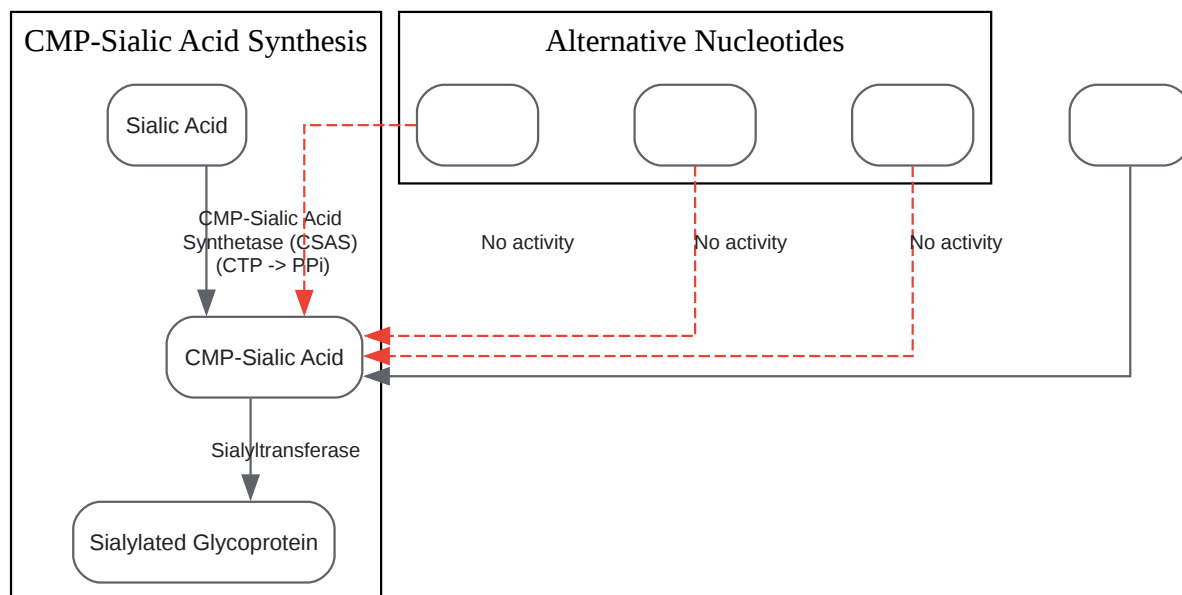 CMP-Sialic Acid Synthesis
Alternative Nucleotides
Sialic Acid
CMP-Sialic Acid
Synthetase (CSAS)
(CTP -> PPi)
No activity
No activity
No activity
CMP-Sialic Acid
Sialyltransferase
Sialylated Glycoprotein